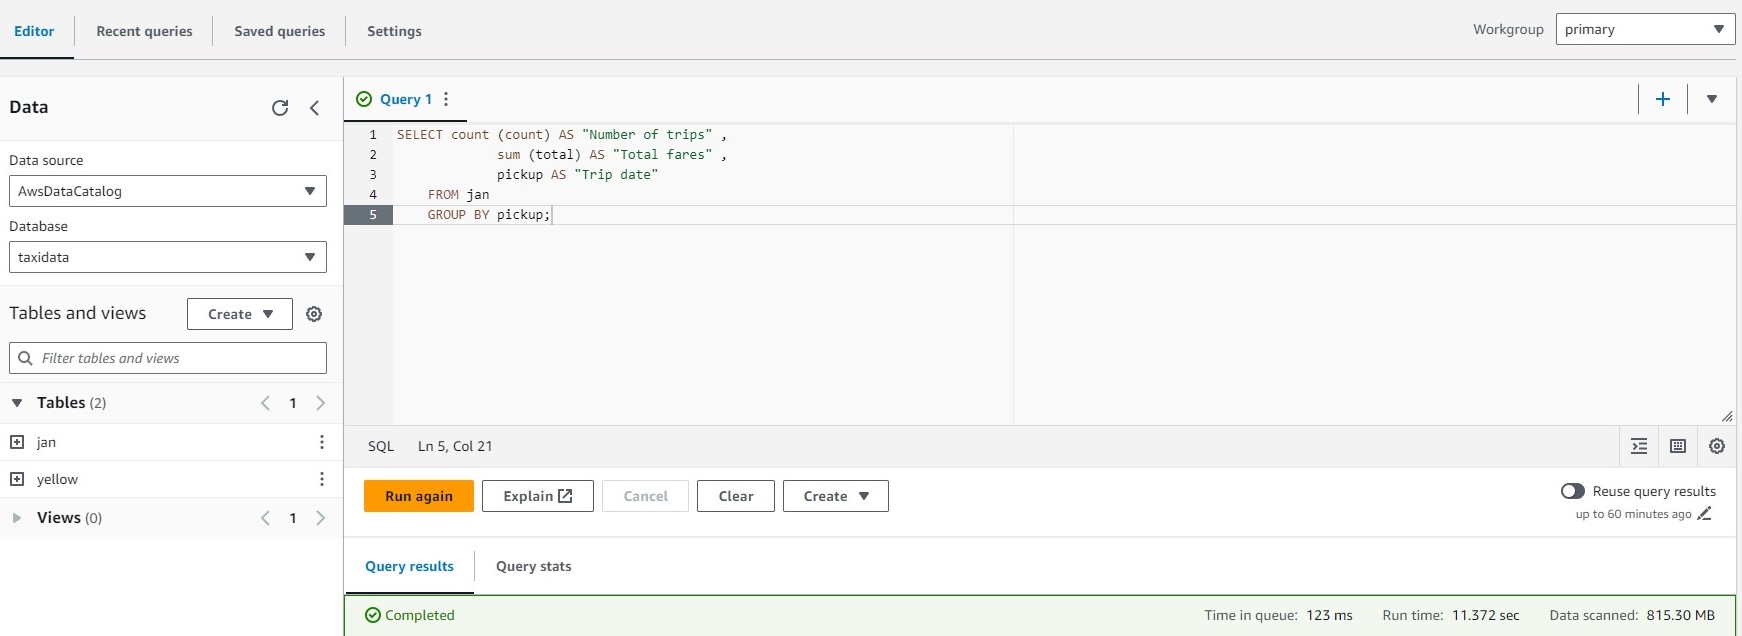 Editor
Recent queries
Saved queries
Settings
Workgroup
primary
Data
Data source
AwsDataCatalog
Database
taxidata
Tables and views
Create
Filter tables and views
Tables (2)
1
jan
yellow
Views (0)
1
Query 1
1 SELECT count (count) AS "Number of trips" ,
2 sum (total) AS "Total fares" ,
3 pickup AS "Trip date"
4 FROM jan
5 GROUP BY pickup;
SQL
Ln 5, Col 21
Run again
Explain
Cancel
Clear
Create
Reuse query results
up to 60 minutes ago
Query results
Query stats
Completed
Time in queue: 123 ms
Run time: 11.372 sec
Data scanned: 815.30 MB